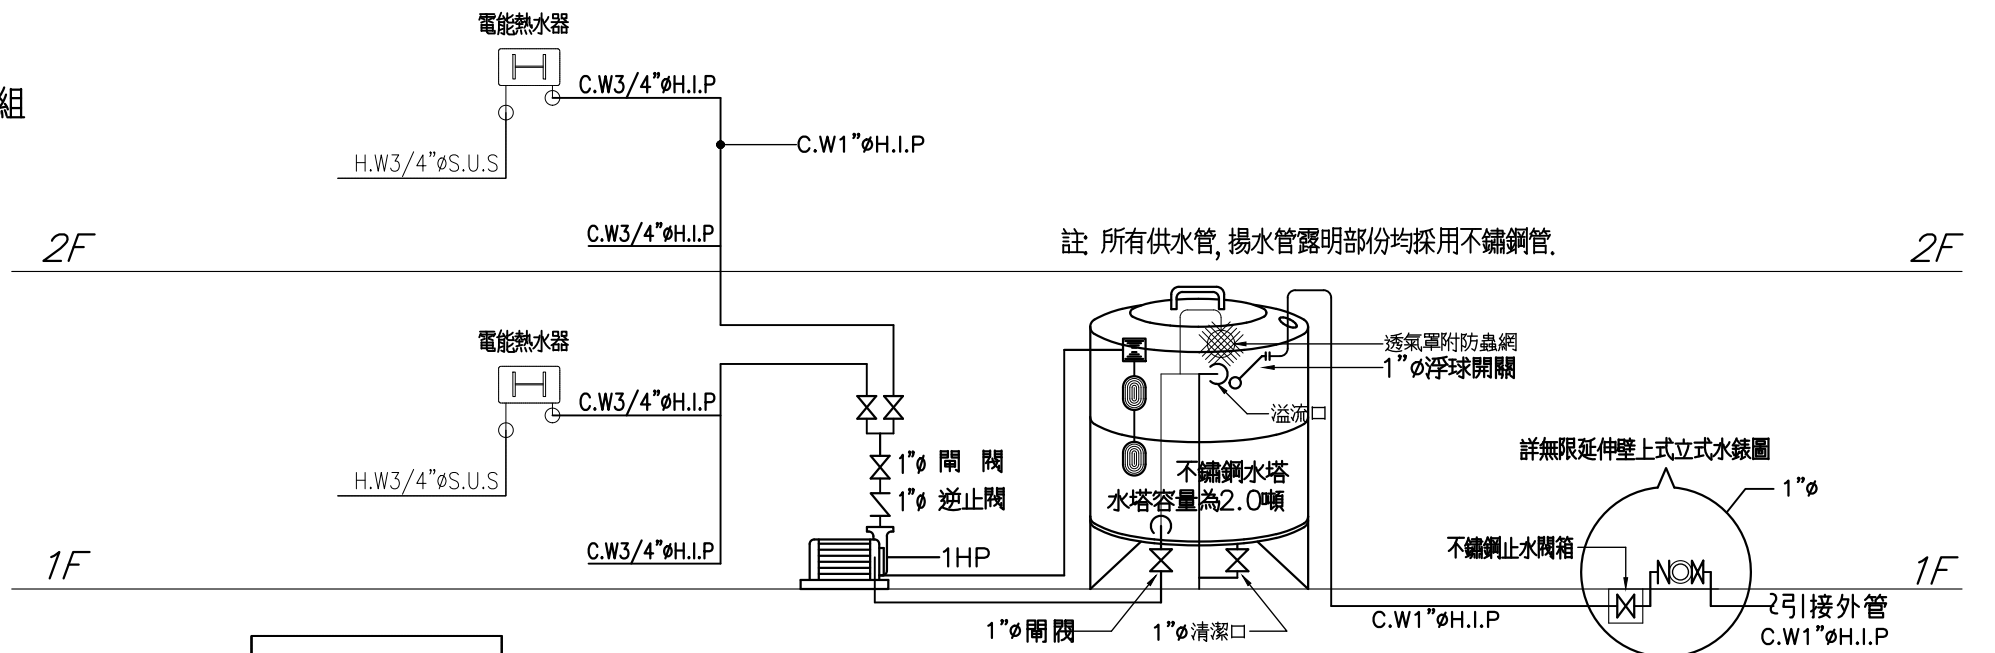 電能熱水器
C.W3/4"øH.I.P
組
C.W1"øH.I.P
H.W3/4"øS.U.S
C.W3/4"øH.I.P
2F
註: 所有供水管, 揚水管露明部份均採用不鏽鋼管.
2F
電能熱水器
透氣罩附防蟲網
1"ø浮球開關
C.W3/4"øH.I.P
溢流口
詳無限延伸壁上式立式水錶圖
1"ø 閘 閥
不鏽鋼水塔
H.W3/4"øS.U.S
1"ø
1"ø 逆止閥
水塔容量為2.0噸
C.W3/4"øH.I.P
1HP
不鏽鋼止水閥箱
1F
1F
引接外管
C.W1"øH.I.P
1"ø閘閥
1"ø清潔口
C.W1"øH.I.P